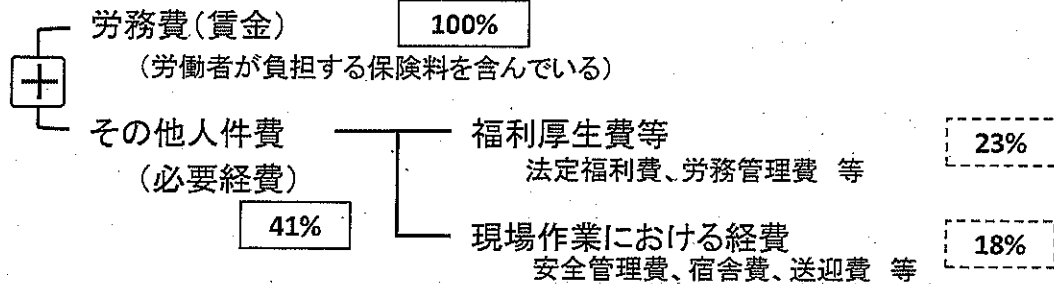 労務費(賃金) 100%
(労働者が負担する保険料を含んでいる)
+
その他人件費
(必要経費)
41%
福利厚生費等 23%
法定福利費、労務管理費 等
現場作業における経費 18%
安全管理費、宿舎費、送迎費 等